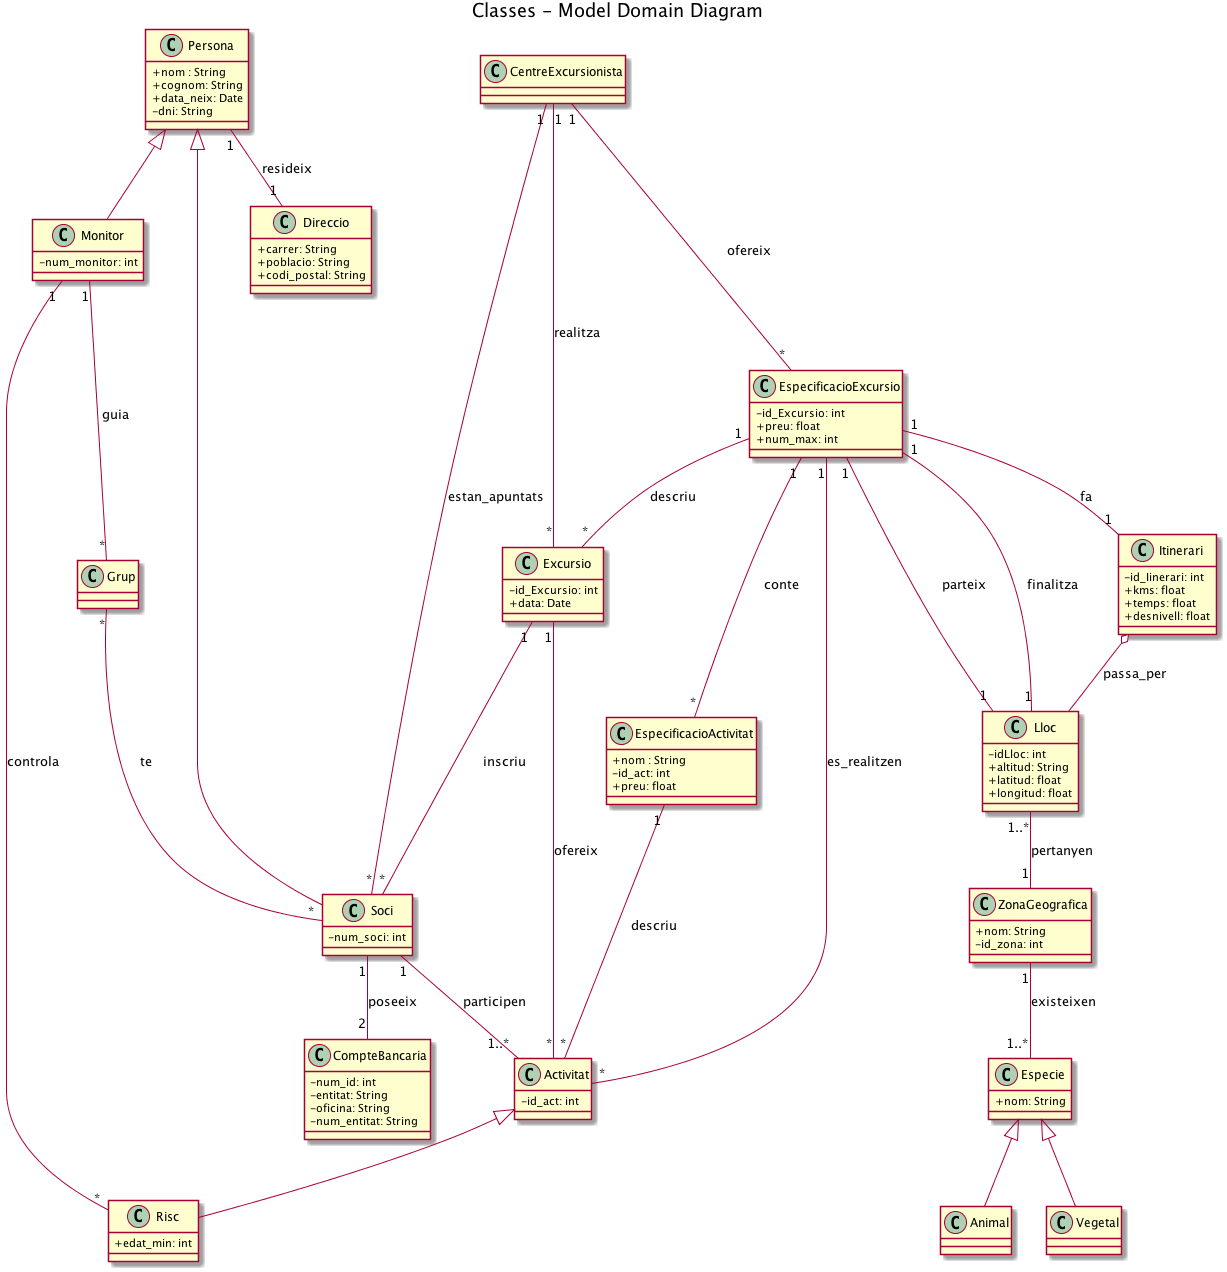 Classes - Model Domain Diagram
C Persona
+nom : String
+cognom: String
+data_neix: Date
-dni: String
C CentreExcursionista
1
resideix
1
1
1
1
C Direccio
+carrer: String
+poblacio: String
+codi_postal: String
C Monitor
-num_monitor: int
1
1
ofereix
realitza
*
C EspecificacioExcursio
-id_Excursio: int
+preu: float
+num_max: int
guia
1
1
1
1
1
1
descriu
estan_apuntats
fa
1
*
*
*
C Excursio
-id_Excursio: int
+data: Date
C Itinerari
-id_Iinerari: int
+kms: float
+temps: float
+desnivell: float
C Grup
conte
parteix
finalitza
*
1
1
passa_per
*
1
1
C EspecificacioActivitat
+nom : String
-id_act: int
+preu: float
C Lloc
-idLloc: int
+altitud: String
+latitud: float
+longitud: float
controla
te
inscriu
es_realitzen
1
1..*
ofereix
pertanyen
1
*
*
*
C Soci
-num_soci: int
descriu
C ZonaGeografica
+nom: String
-id_zona: int
1
1
1
poseeix
participen
existeixen
2
1..*
*
*
1..*
C CompteBancaria
-num_id: int
-entitat: String
-oficina: String
-num_entitat: String
C Activitat
-id_act: int
*
C Especie
+nom: String
*
C Risc
+edat_min: int
C Animal
C Vegetal